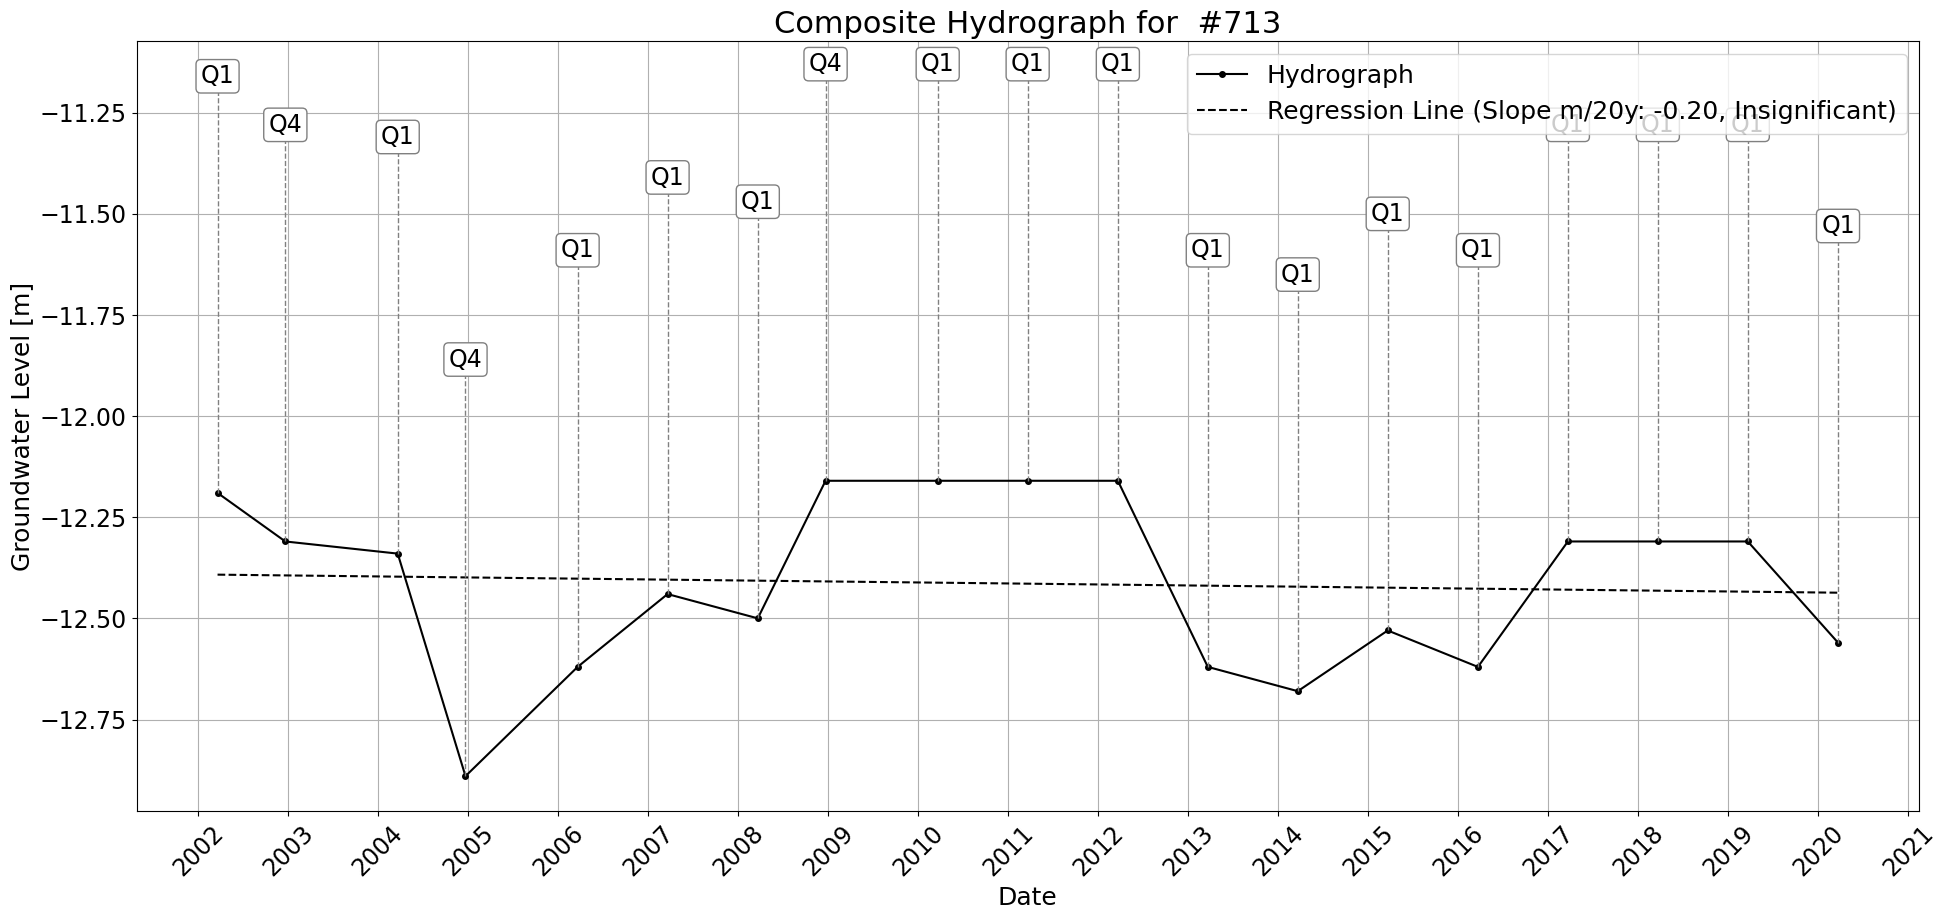 Composite Hydrograph for  #713
Hydrograph
Regression Line (Slope m/20y: -0.20, Insignificant)
Q1
Q4
Q1
Q4
Q1
Q1
Q1
Q4
Q1
Q1
Q1
Q1
Q1
Q1
Q1
Q1
Q1
Q1
Q1
Groundwater Level [m]
−11.25
−11.50
−11.75
−12.00
−12.25
−12.50
−12.75
2002
2003
2004
2005
2006
2007
2008
2009
2010
2011
2012
2013
2014
2015
2016
2017
2018
2019
2020
2021
Date